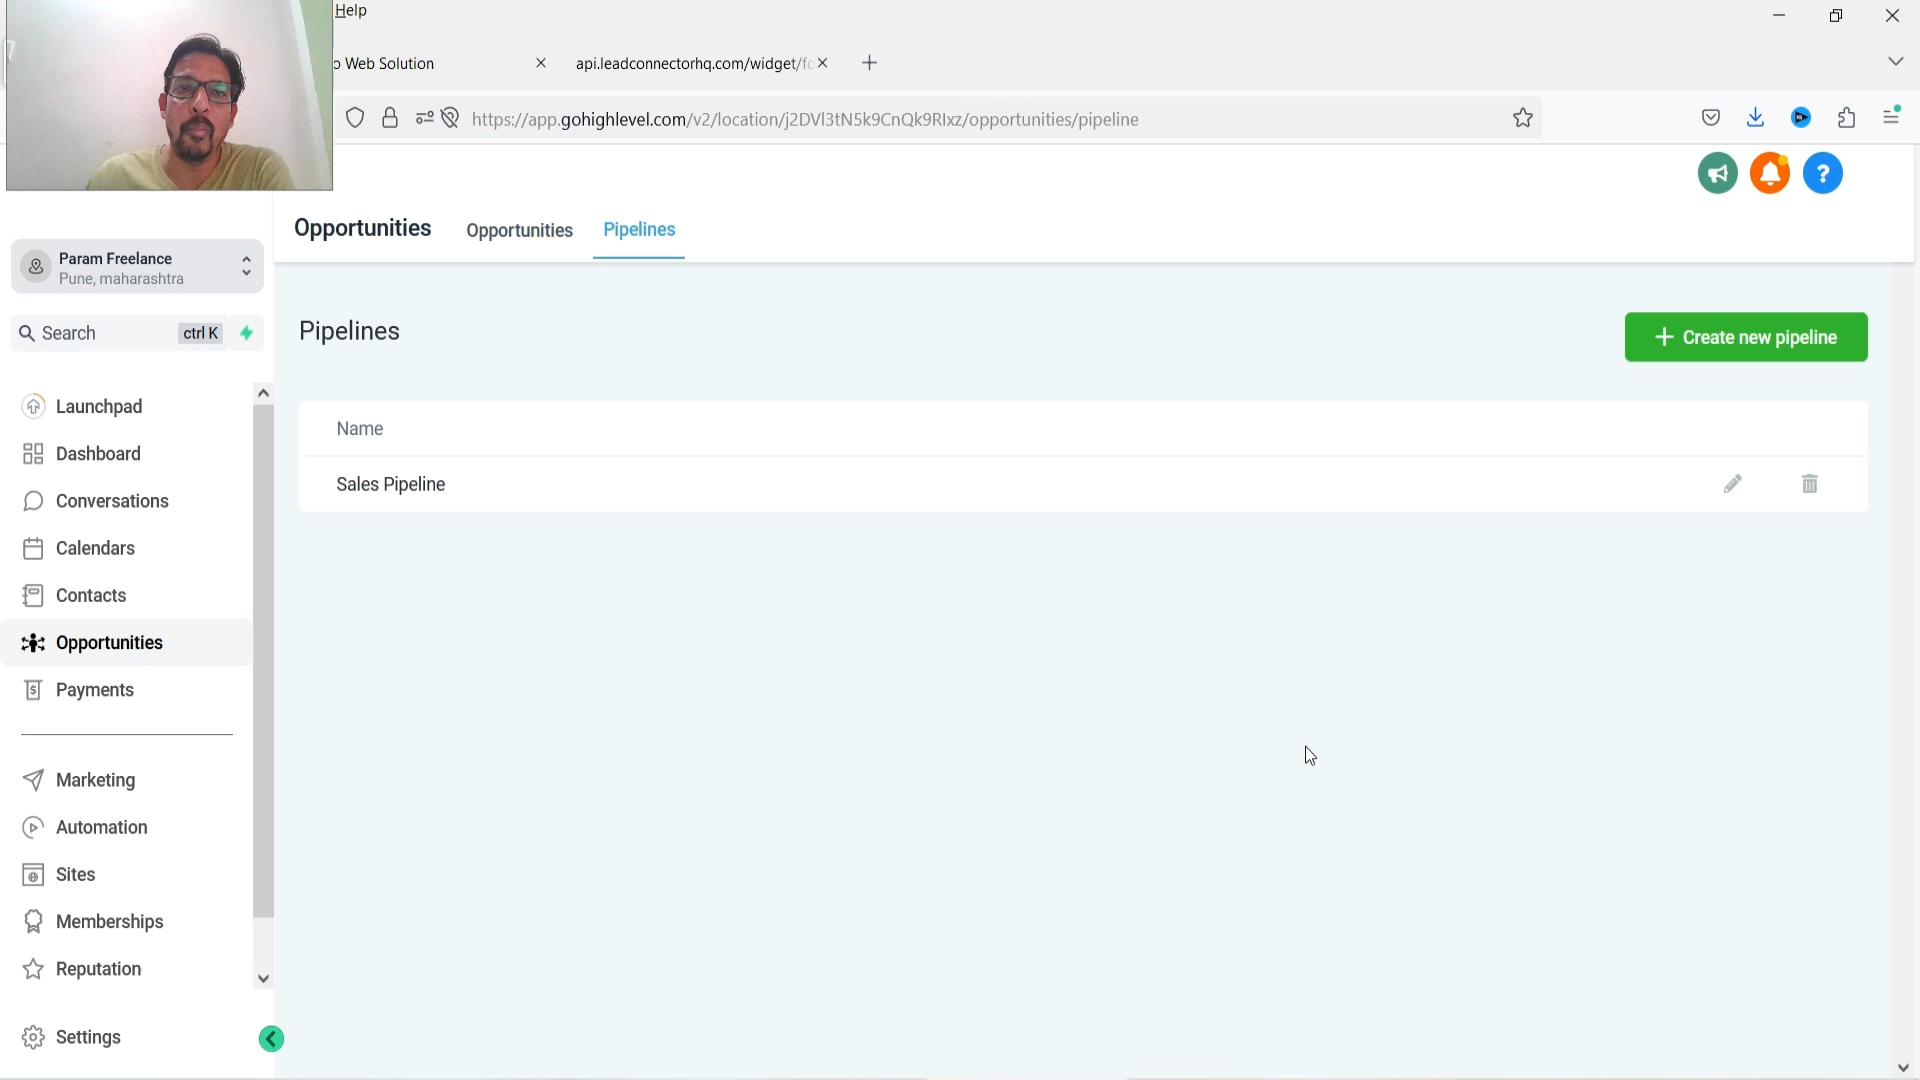 Help
o Web Solution
api.leadconnectorhq.com/widget/fo
https://app.gohighlevel.com/v2/location/j2DVl3tN5k9CnQk9RIxz/opportunities/pipeline
?
Opportunities
Opportunities
Pipelines
Param Freelance
Pune, maharashtra
Search
ctrl K
Pipelines
+ Create new pipeline
Launchpad
Dashboard
Conversations
Calendars
Contacts
Opportunities
Payments
Marketing
Automation
Sites
Memberships
Reputation
Settings
Name
Sales Pipeline